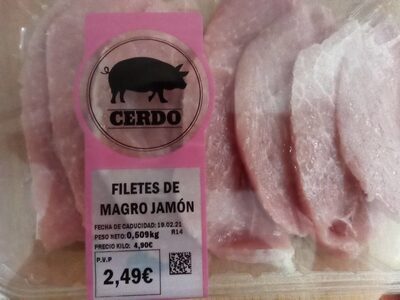 CERDO
FILETES DE
MAGRO JAMÓN
FECHA DE CADUCIDAD: 19.02.21
PESO NETO: 0,509kg R14
PRECIO KILO: 4,90€
P.V.P
2,49€